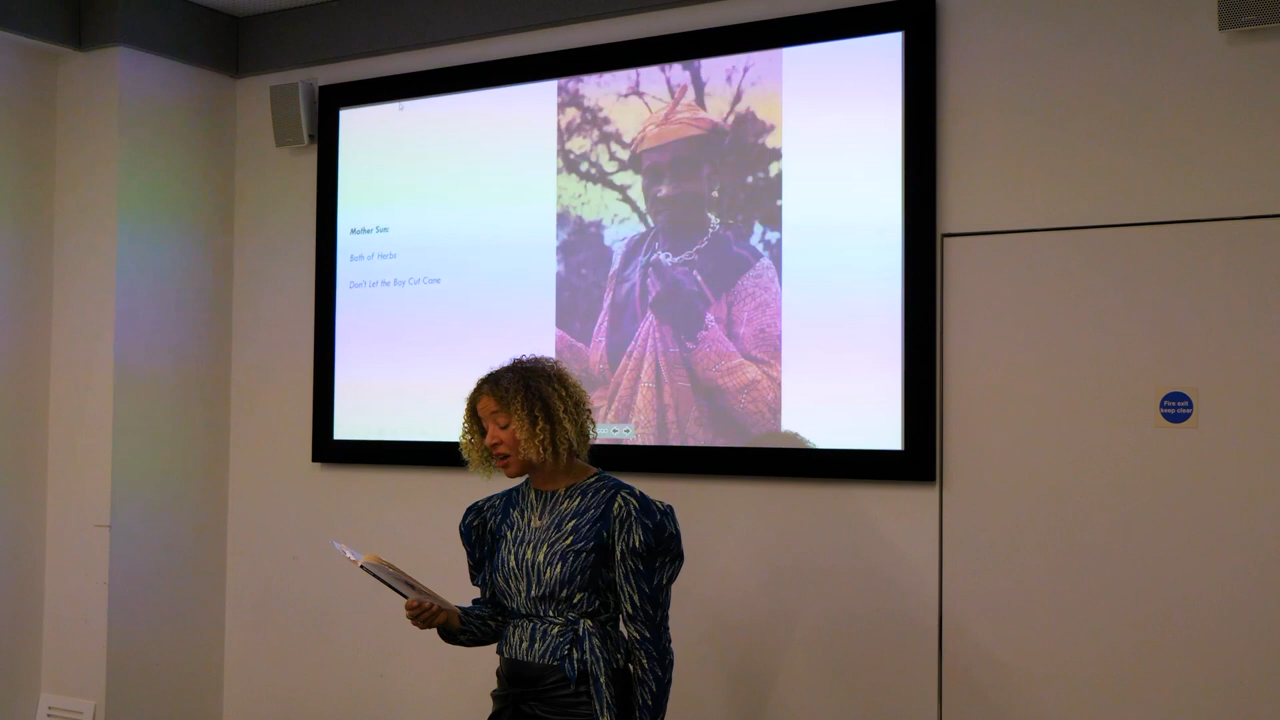 Mother Sun:
Bath of Herbs
Don't Let the Boy Cut Cane
Fire exit
keep clear